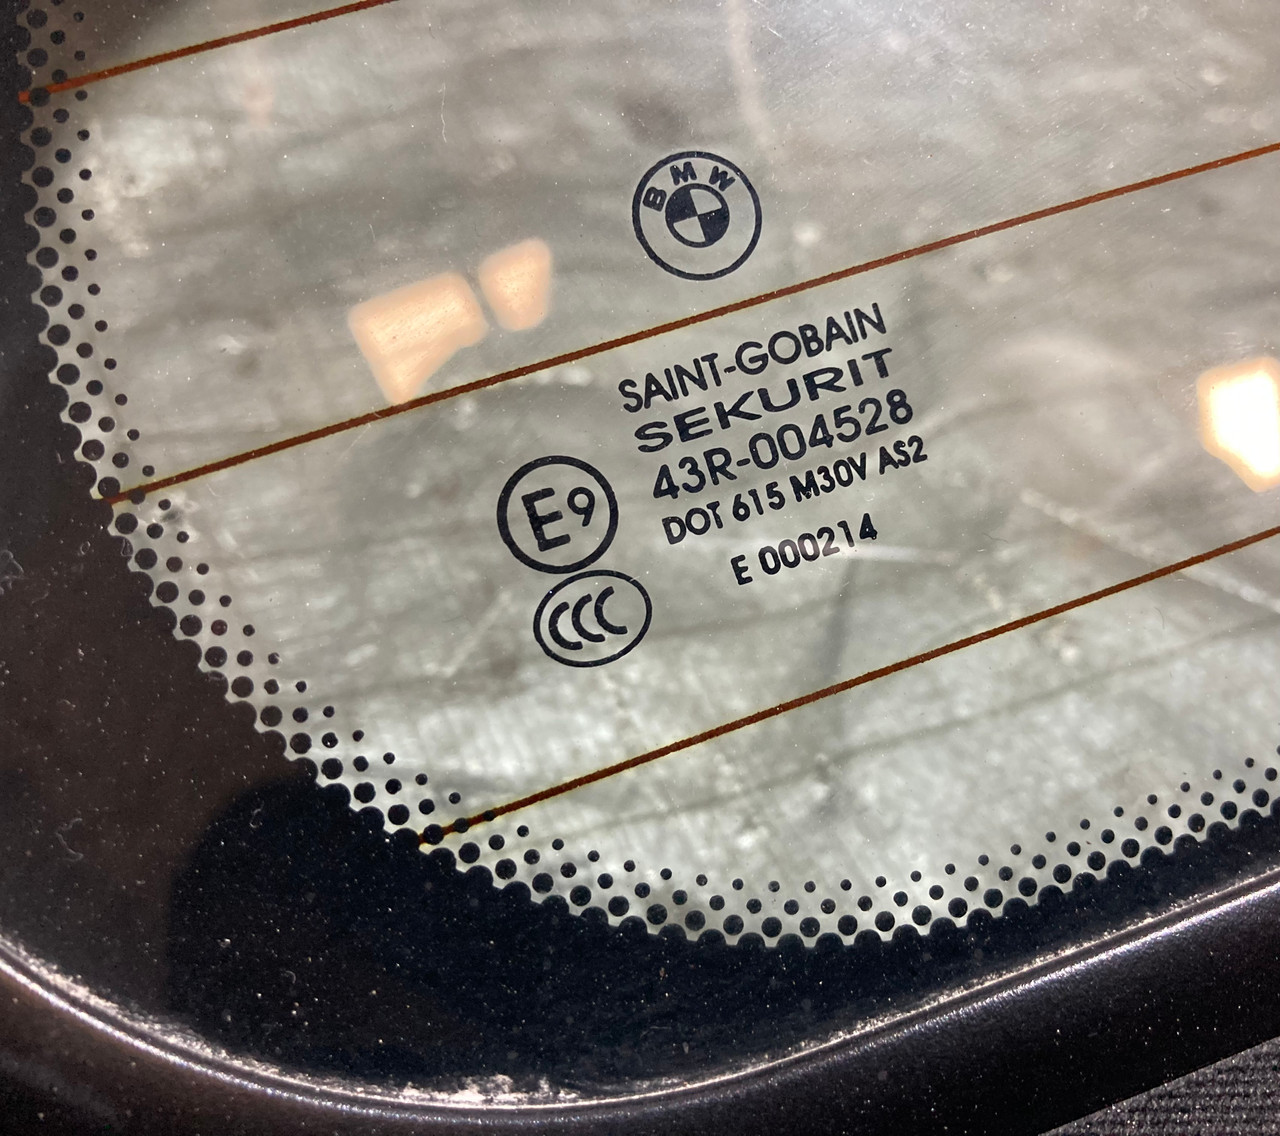 BMW
SAINT-GOBAIN
SEKURIT
43R-004528
DOT 615 M30V AS2
E 000214
E9
CCC